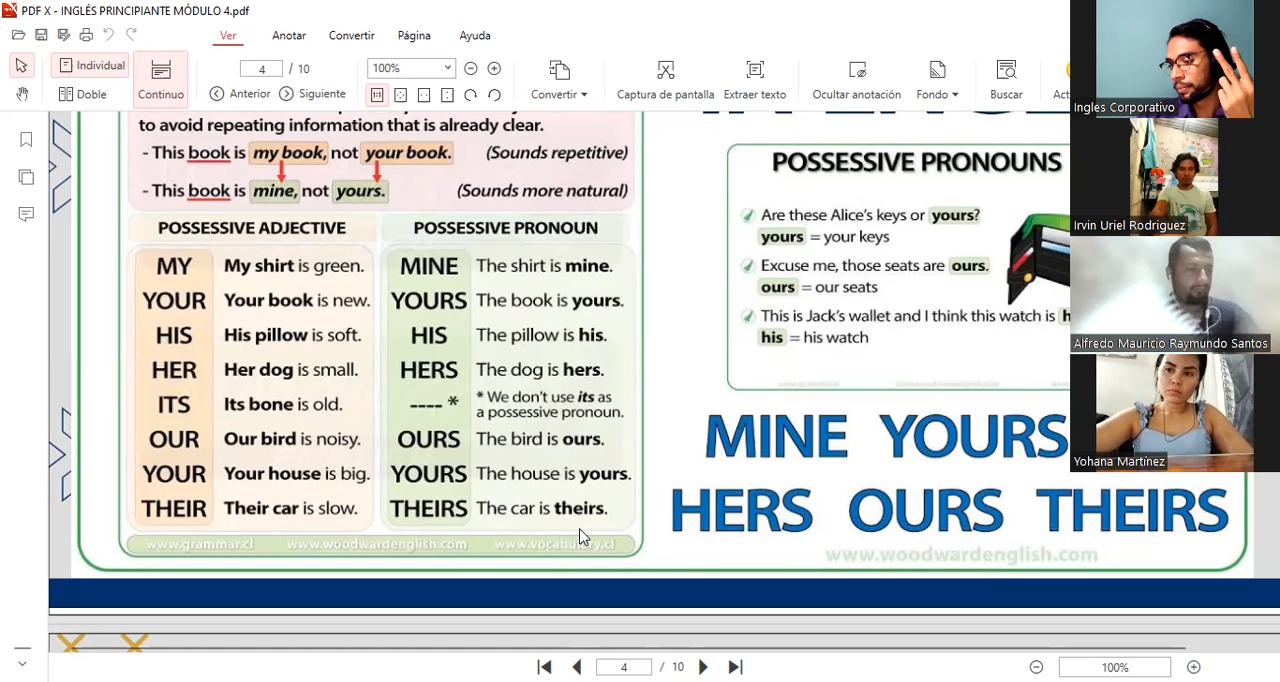 PDF X - INGLÉS PRINCIPIANTE MÓDULO 4.pdf
Ver Anotar Convertir Página Ayuda
Individual
Doble
Continuo
4 / 10
Anterior Siguiente
100%
Convertir
Captura de pantalla
Extraer texto
Ocultar anotación
Fondo
Buscar
to avoid repeating information that is already clear.
- This book is my book, not your book. (Sounds repetitive)
- This book is mine, not yours. (Sounds more natural)
POSSESSIVE ADJECTIVE POSSESSIVE PRONOUN
MY My shirt is green. MINE The shirt is mine.
YOUR Your book is new. YOURS The book is yours.
HIS His pillow is soft. HIS The pillow is his.
HER Her dog is small. HERS The dog is hers.
ITS Its bone is old. ---- * * We don't use its as
a possessive pronoun.
OUR Our bird is noisy. OURS The bird is ours.
YOUR Your house is big. YOURS The house is yours.
THEIR Their car is slow. THEIRS The car is theirs.
www.grammar.cl www.woodwardenglish.com www.vocabulary.cl
POSSESSIVE PRONOUNS
Are these Alice's keys or yours?
yours = your keys
Excuse me, those seats are ours.
ours = our seats
This is Jack's wallet and I think this watch is h
his = his watch
MINE YOURS
HERS OURS THEIRS
www.woodwardenglish.com
Ingles Corporativo
Irvin Uriel Rodriguez
Alfredo Mauricio Raymundo Santos
Yohana Martínez
4 / 10
100%